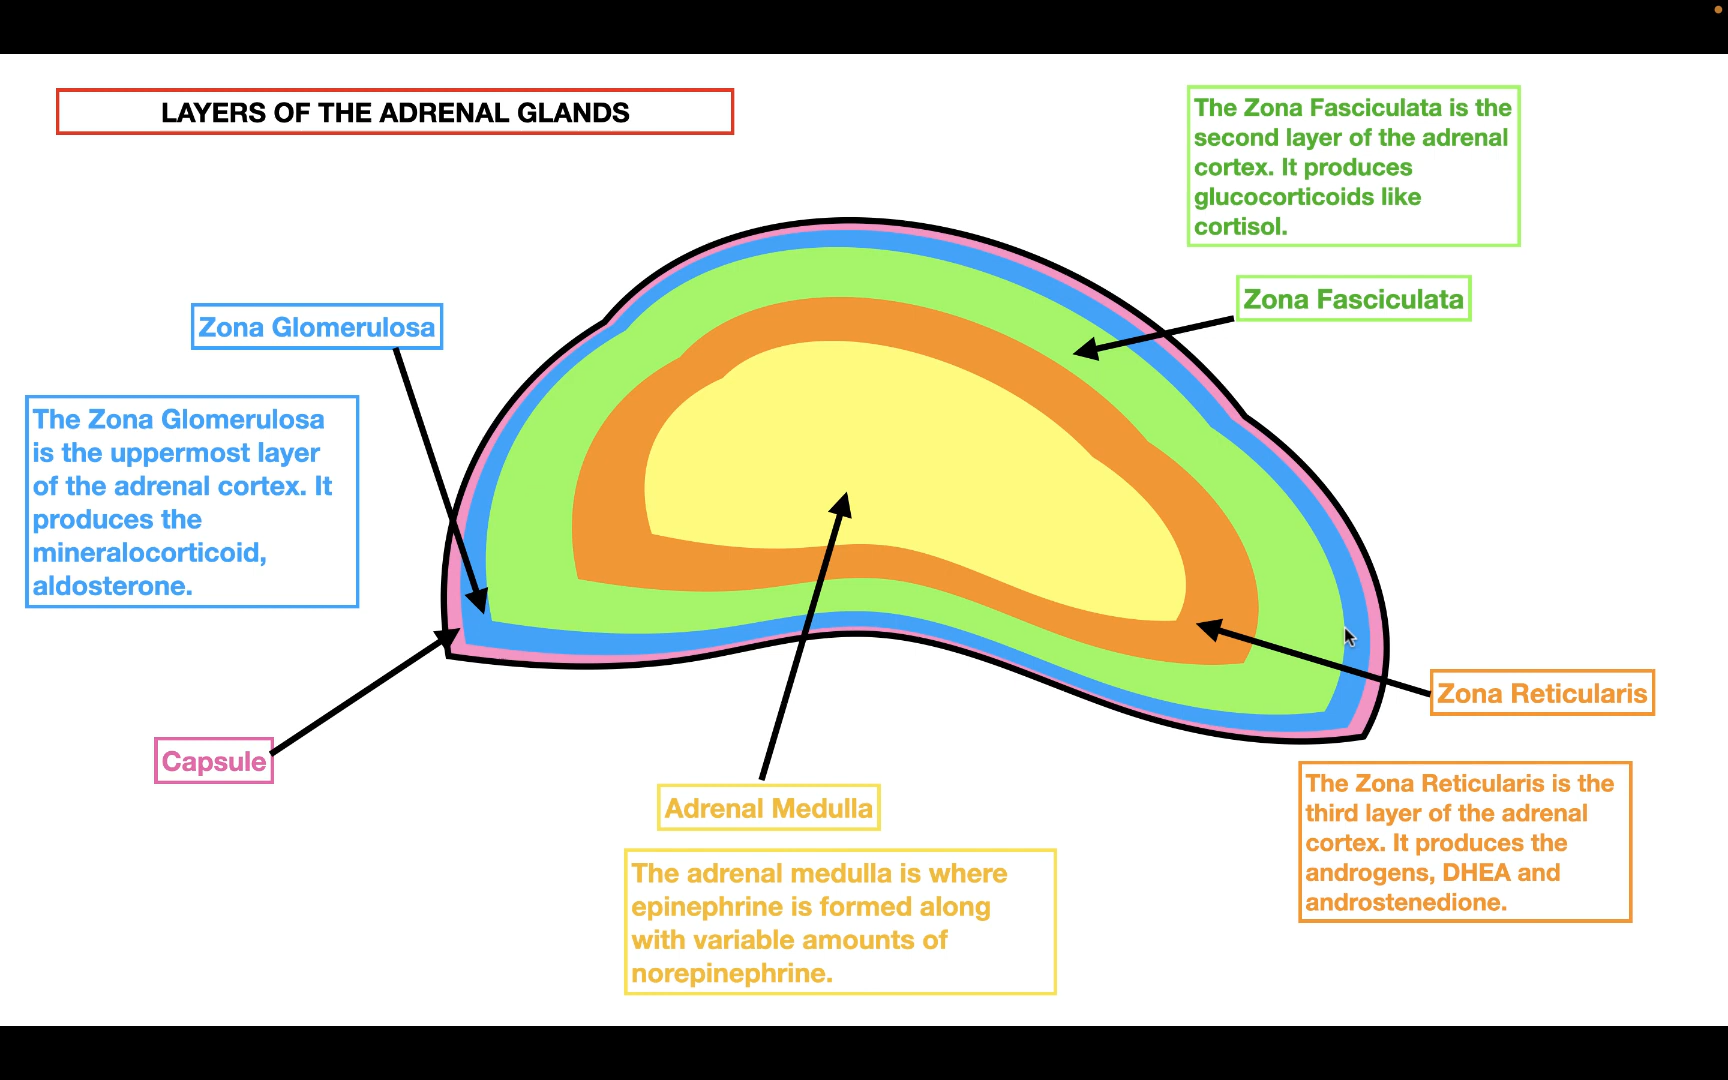 LAYERS OF THE ADRENAL GLANDS
The Zona Fasciculata is the
second layer of the adrenal
cortex. It produces
glucocorticoids like
cortisol.
Zona Fasciculata
Zona Glomerulosa
The Zona Glomerulosa
is the uppermost layer
of the adrenal cortex. It
produces the
mineralocorticoid,
aldosterone.
Zona Reticularis
The Zona Reticularis is the
third layer of the adrenal
cortex. It produces the
androgens, DHEA and
androstenedione.
Capsule
Adrenal Medulla
The adrenal medulla is where
epinephrine is formed along
with variable amounts of
norepinephrine.